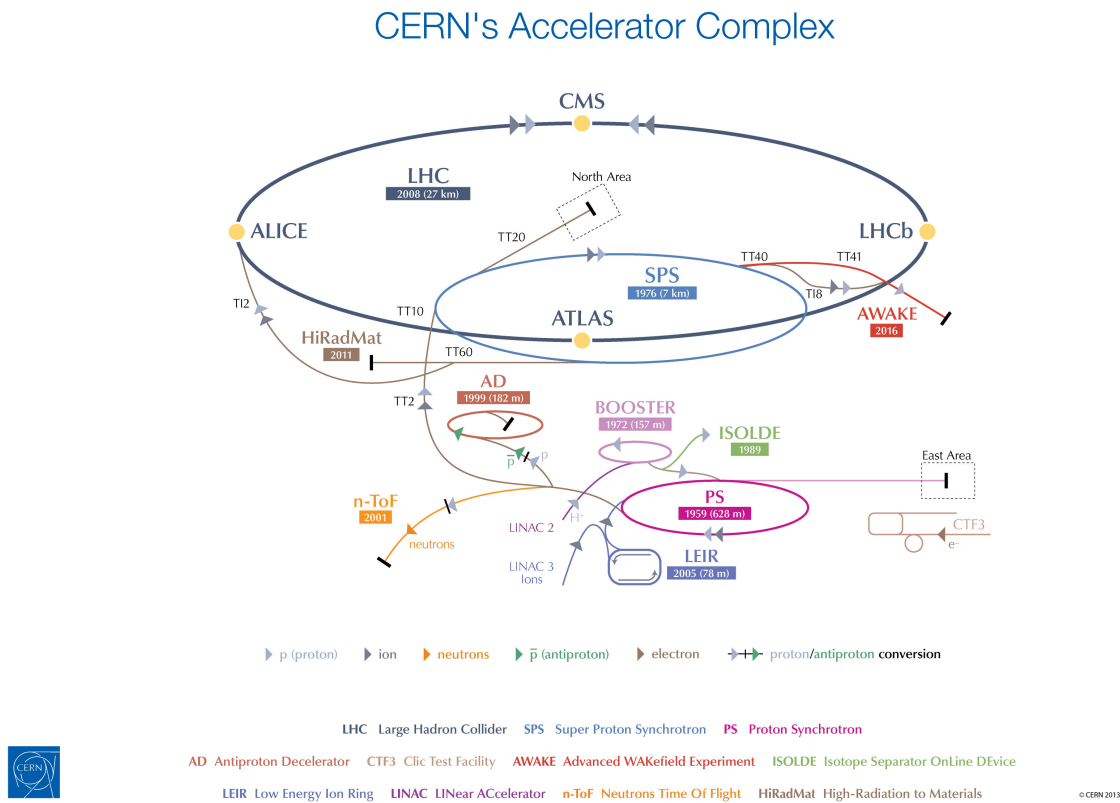 CERN's Accelerator Complex
CMS
LHC
2008 (27 km)
North Area
ALICE
LHCb
TT20
TT40
TT41
SPS
1976 (7 km)
TI8
TI2
TT10
ATLAS
AWAKE
2016
HiRadMat
2011
TT60
AD
1999 (182 m)
TT2
BOOSTER
1972 (157 m)
ISOLDE
1989
p̅
p
East Area
n-ToF
2001
PS
1959 (628 m)
H⁺
LINAC 2
neutrons
CTF3
e⁻
LEIR
2005 (78 m)
LINAC 3
Ions
p (proton) ion neutrons p̅ (antiproton) electron proton/antiproton conversion
LHC Large Hadron Collider SPS Super Proton Synchrotron PS Proton Synchrotron
AD Antiproton Decelerator CTF3 Clic Test Facility AWAKE Advanced WAKefield Experiment ISOLDE Isotope Separator OnLine DEvice
LEIR Low Energy Ion Ring LINAC LINear ACcelerator n-ToF Neutrons Time Of Flight HiRadMat High-Radiation to Materials
CERN
© CERN 2013